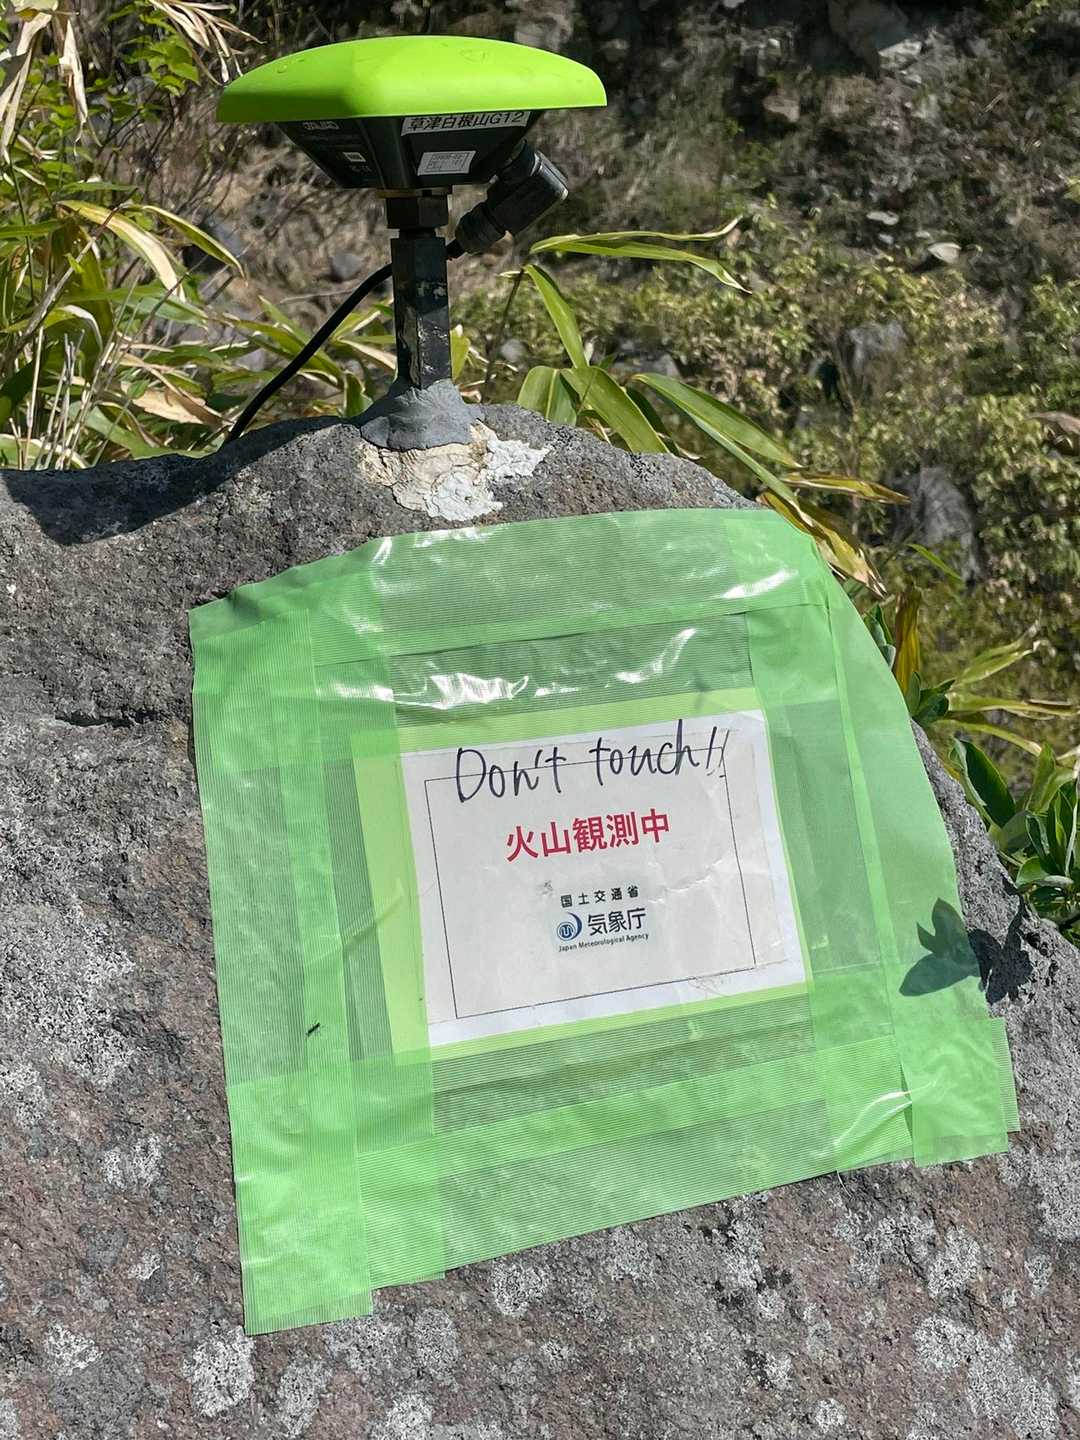 草津白根山G12
Don't touch!!
火山観測中
国土交通省
気象庁
Japan Meteorological Agency